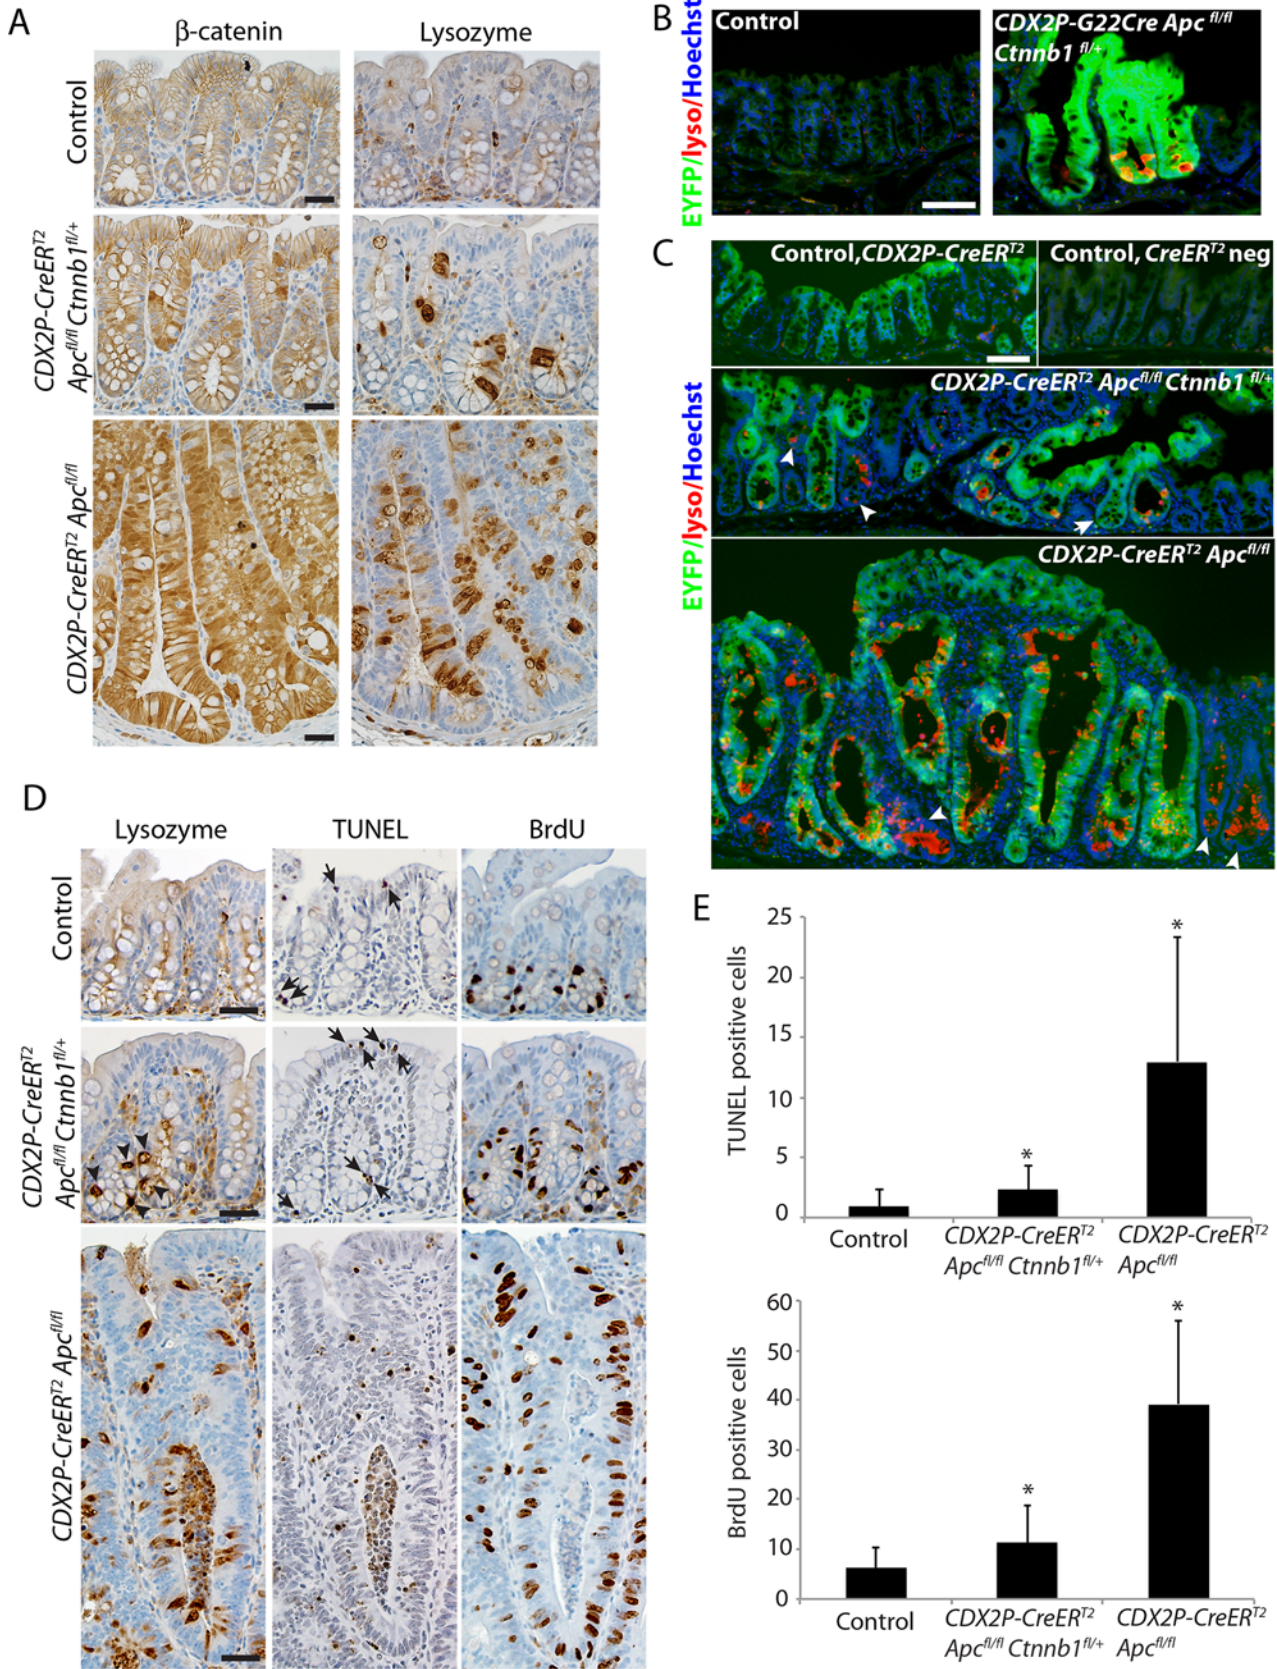 A
β-catenin
Lysozyme
Control
CDX2P-CreER^T2
Apc^fl/fl Ctnnb1^fl/+
CDX2P-CreER^T2 Apc^fl/fl
B
EYFP/lyso/Hoechst
Control
CDX2P-G22Cre Apc^fl/fl
Ctnnb1^fl/+
C
EYFP/lyso/Hoechst
Control, CDX2P-CreER^T2
Control, CreER^T2 neg
CDX2P-CreER^T2 Apc^fl/fl Ctnnb1^fl/+
CDX2P-CreER^T2 Apc^fl/fl
D
Lysozyme
TUNEL
BrdU
Control
CDX2P-CreER^T2
Apc^fl/fl Ctnnb1^fl/+
CDX2P-CreER^T2 Apc^fl/fl
E
TUNEL positive cells
25
20
15
10
5
0
*
*
Control
CDX2P-CreER^T2
Apc^fl/fl Ctnnb1^fl/+
CDX2P-CreER^T2
Apc^fl/fl
BrdU positive cells
60
50
40
30
20
10
0
*
*
Control
CDX2P-CreER^T2
Apc^fl/fl Ctnnb1^fl/+
CDX2P-CreER^T2
Apc^fl/fl